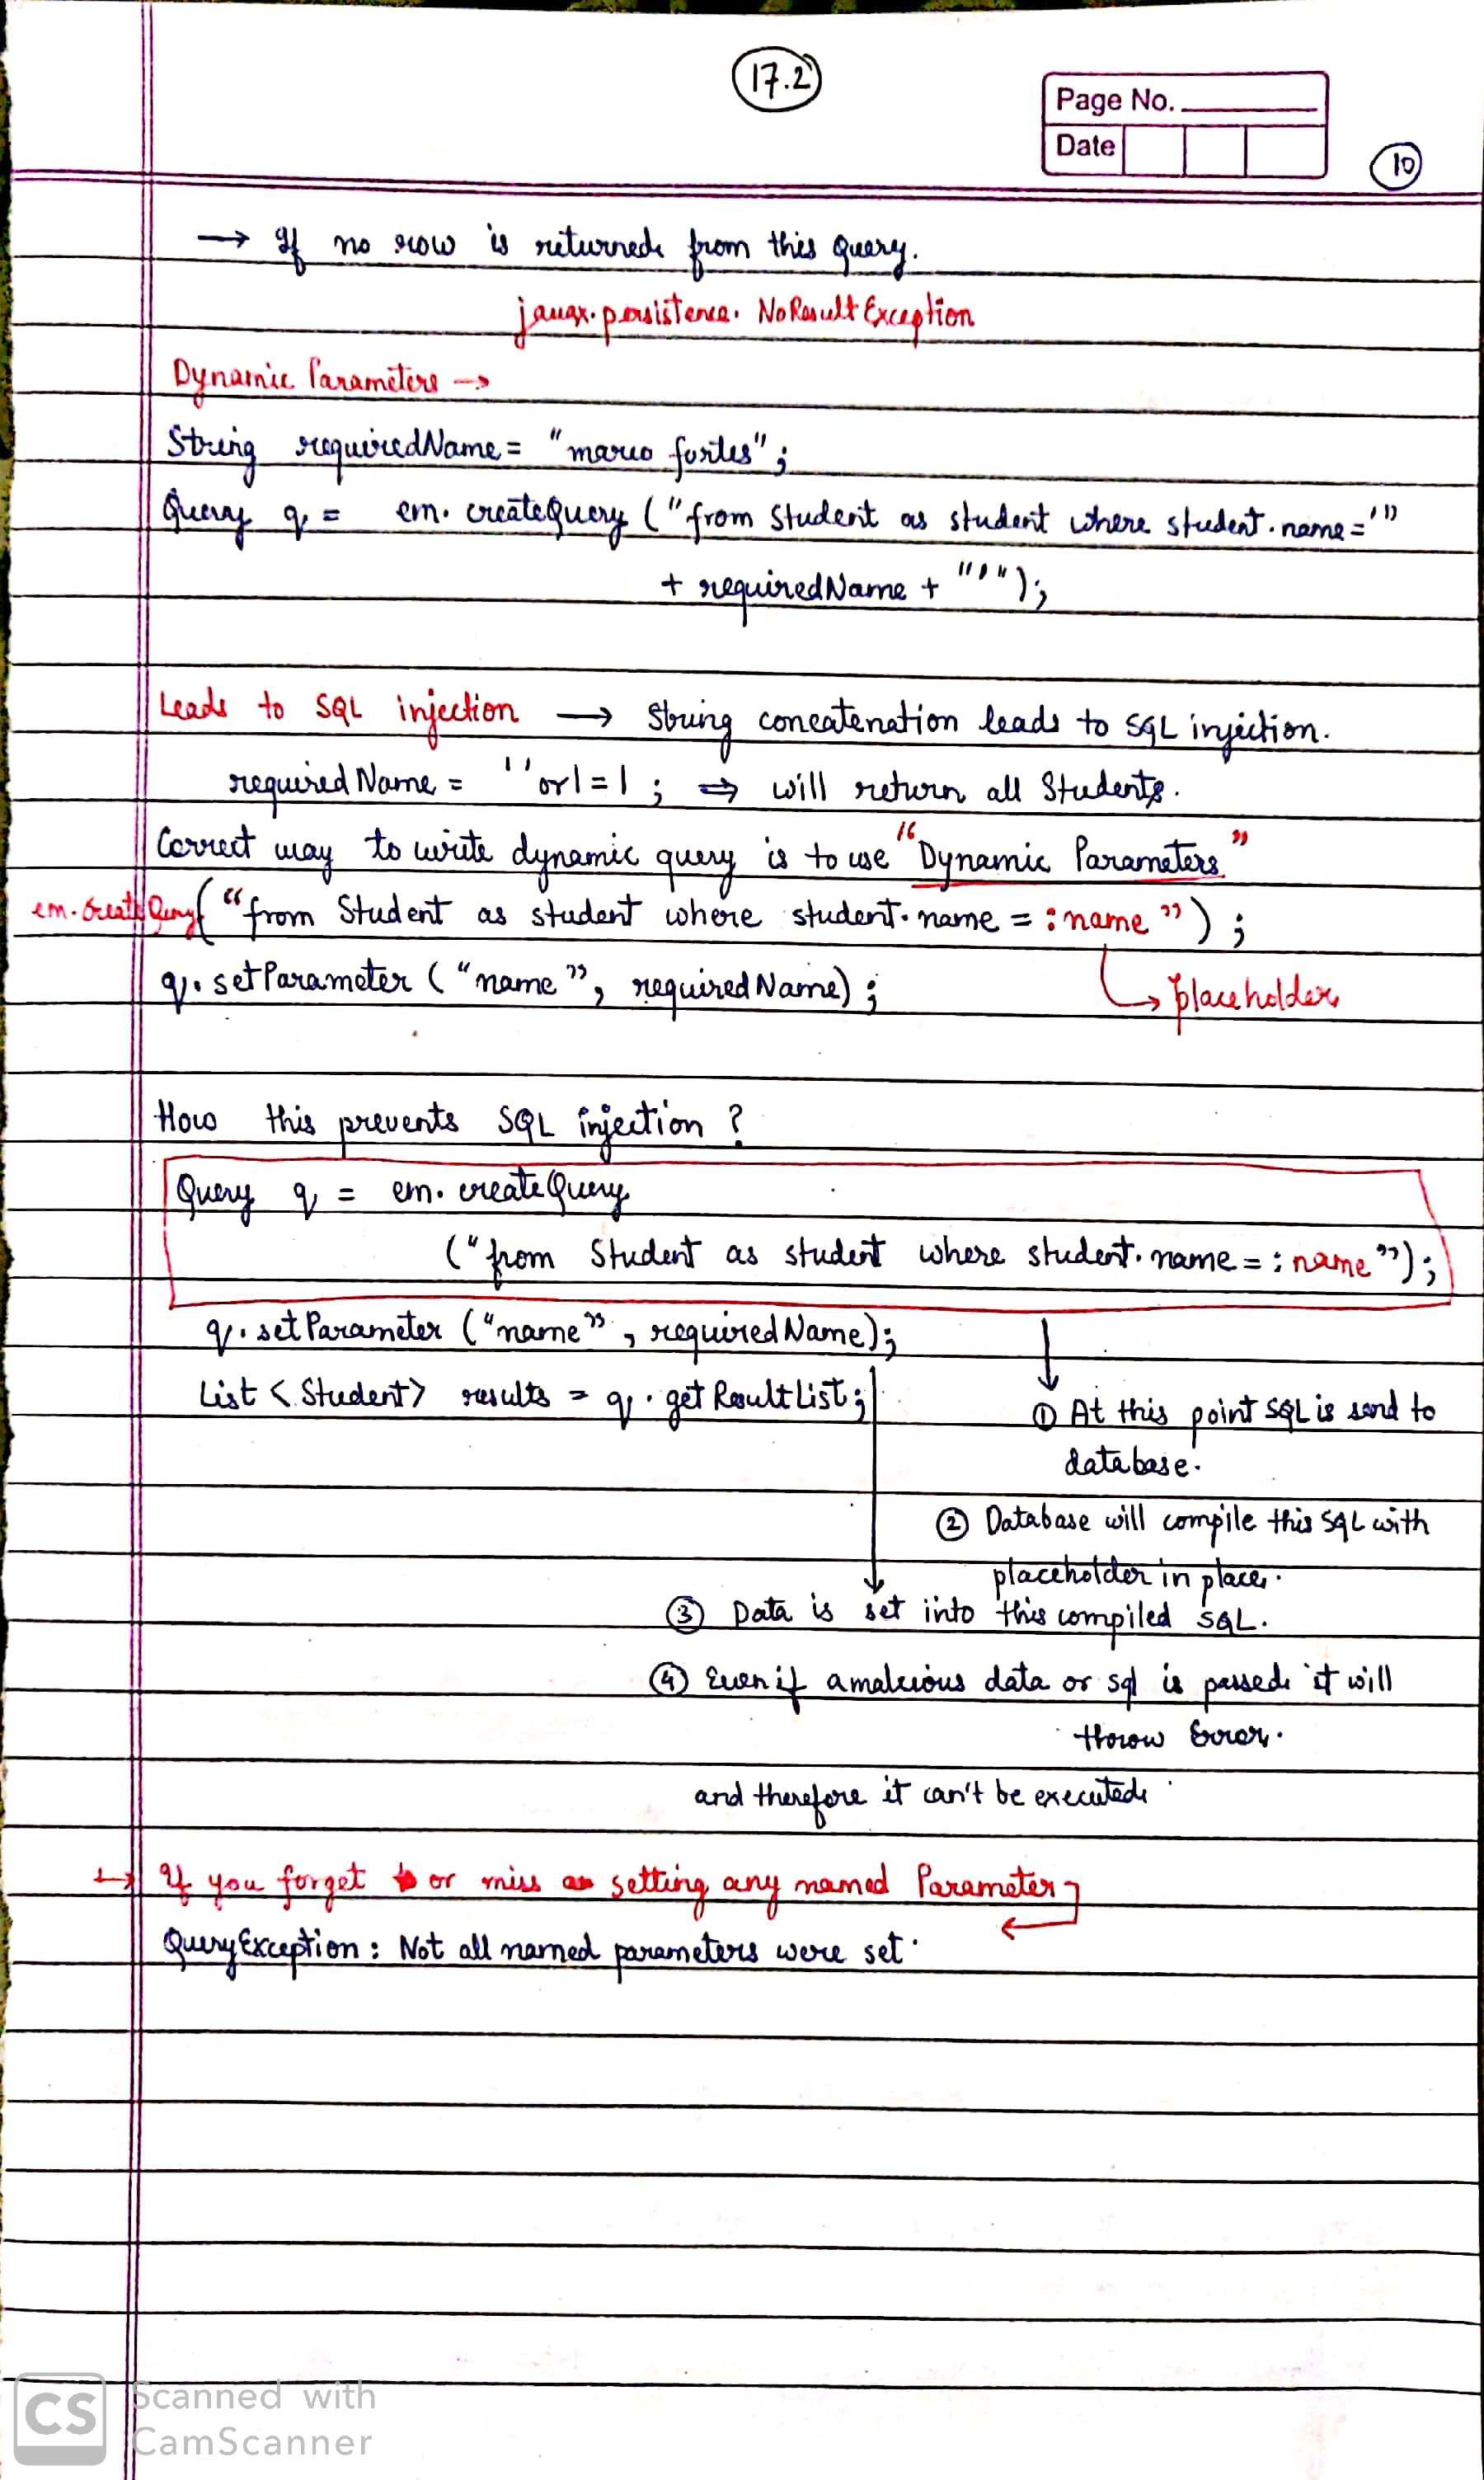 17.2
Page No.
Date
10
→ If no row is returned from this query.
javax.persistence. NoResultException
Dynamic Parameters →
String requiredName = "marco fortes";
Query q = em. createQuery ("from Student as student where student.name='"
+ requiredName + ""'");
Leads to SQL injection → String concatenation leads to SQL injection.
requiredName = '' or 1=1 ; ⇒ will return all Students.
Correct way to write dynamic query is to use "Dynamic Parameters"
em.createQuery("from Student as student where student.name = :name");
q.setParameter ("name", requiredName);
placeholder
How this prevents SQL injection ?
Query q = em. createQuery
("from Student as student where student.name = :name");
q.setParameter ("name", requiredName);
List <Student> results = q.getResultList;
① At this point SQL is send to
database.
② Database will compile this SQL with
placeholder in place.
③ Data is set into this compiled SQL.
④ Even if a malcious data or sql is passed it will
throw Error.
and therefore it can't be executed
↦ If you forget or miss setting any named Parameter
QueryException : Not all named parameters were set.
CS
Scanned with
CamScanner